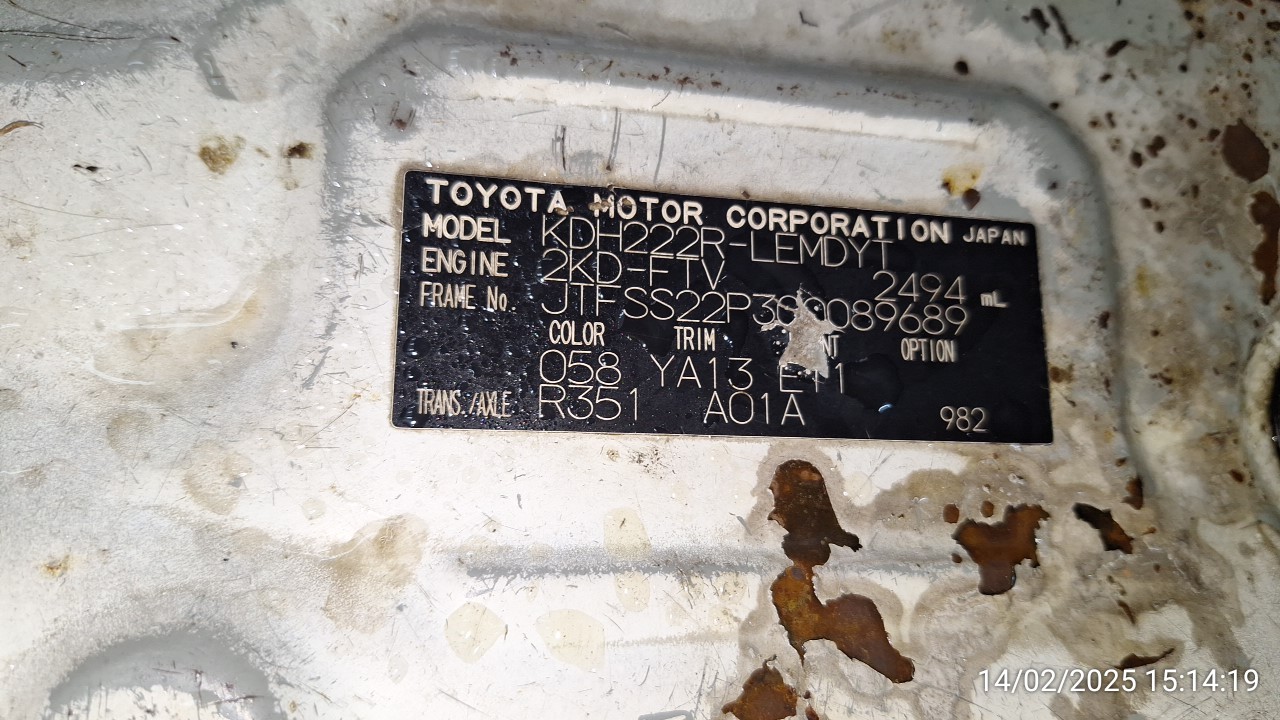 TOYOTA MOTOR CORPORATION JAPAN
MODEL KDH222R-LEMDYT
ENGINE 2KD-FTV 2494 mL
FRAME No. JTFSS22P300089689
COLOR TRIM OPTION
058 YA13
TRANS./AXLE R351 A01A 982
14/02/2025 15:14:19